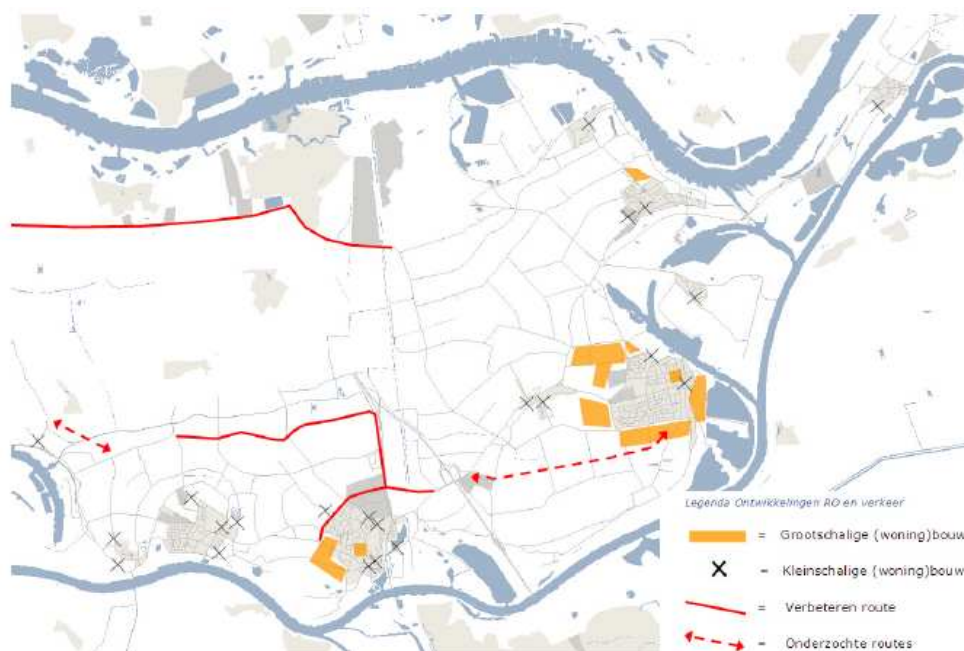 Legenda Ontwikkelingen RO en verkeer
= Grootschalige (woning)bouw
= Kleinschalige (woning)bouw
= Verbeteren route
= Onderzochte routes